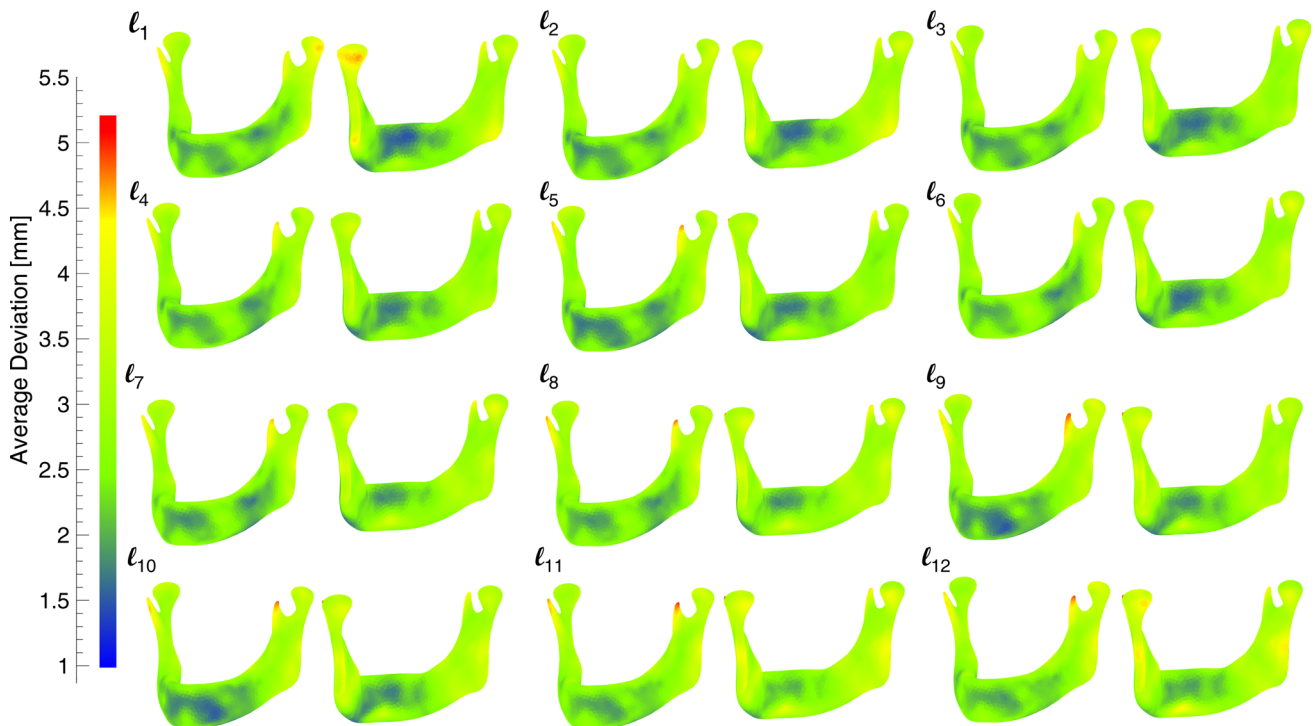 ℓ1 ℓ2 ℓ3
5.5
5
4.5
4
3.5
3
2.5
2
1.5
1
Average Deviation [mm]
ℓ4 ℓ5 ℓ6
ℓ7 ℓ8 ℓ9
ℓ10 ℓ11 ℓ12